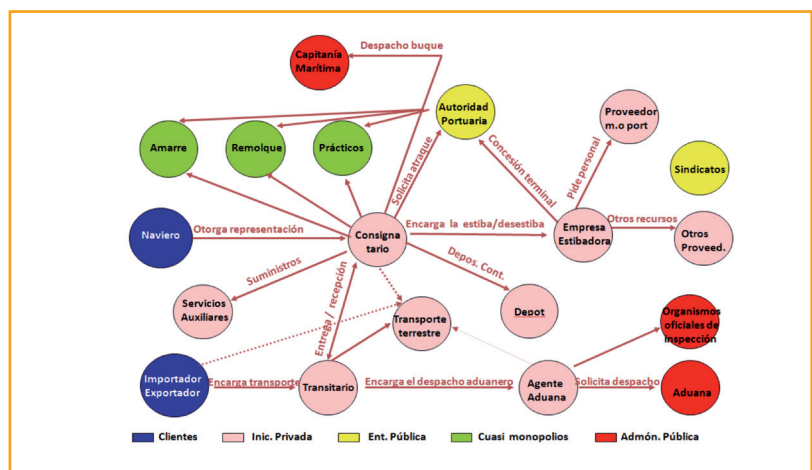 Despacho buque
Capitanía
Marítima
Autoridad
Portuaria
Proveedor
m.o port
Amarre
Remolque
Prácticos
Solicita atraque
Concesión terminal
Pide personal
Sindicatos
Naviero
Otorga representación
Consigna
tario
Encarga la estiba/desestiba
Empresa
Estibadora
Otros recursos
Otros
Proveed.
Suministros
Depos. Cont.
Servicios
Auxiliares
Entrega / recepción
Transporte
terrestre
Depot
Organismos
oficiales de
inspección
Importador
Exportador
Encarga transporte
Transitario
Encarga el despacho aduanero
Agente
Aduana
Solicita despacho
Aduana
Clientes
Inic. Privada
Ent. Pública
Cuasi monopolios
Admón. Pública